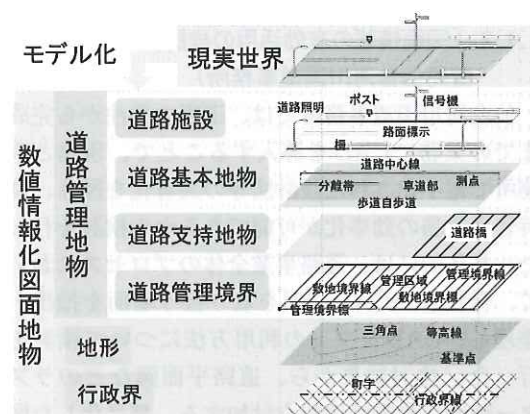 モデル化
現実世界
数値情報化図面地物
道路管理地物
道路施設
道路照明
ポスト
信号機
路面標示
柵
道路基本地物
道路中心線
分離帯
車道部
測点
歩道自歩道
道路支持地物
道路橋
道路管理境界
管理区域
管理境界線
敷地境界線
敷地境界標
管理境界標
地形
三角点
等高線
基準点
行政界
町字
行政界線